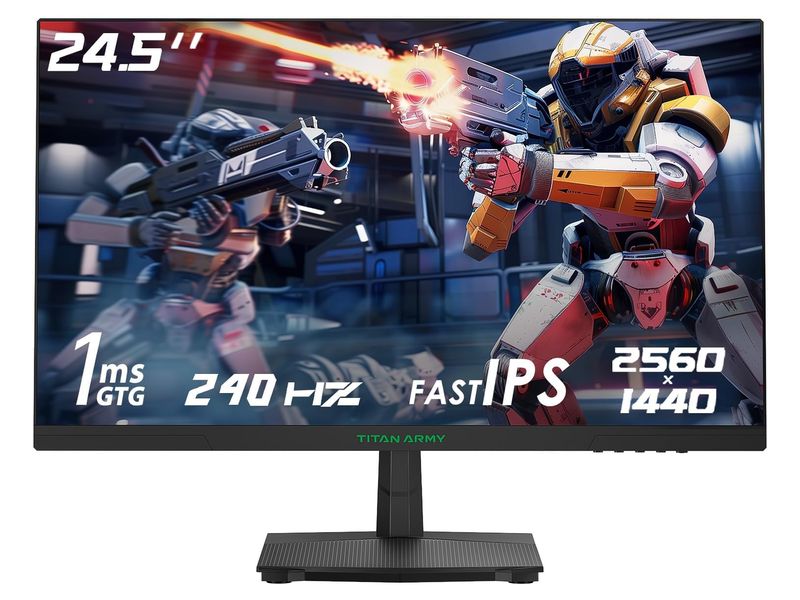 24.5’’
1ms
GTG
240 HZ
FAST IPS
2560
×
1440
TITAN ARMY